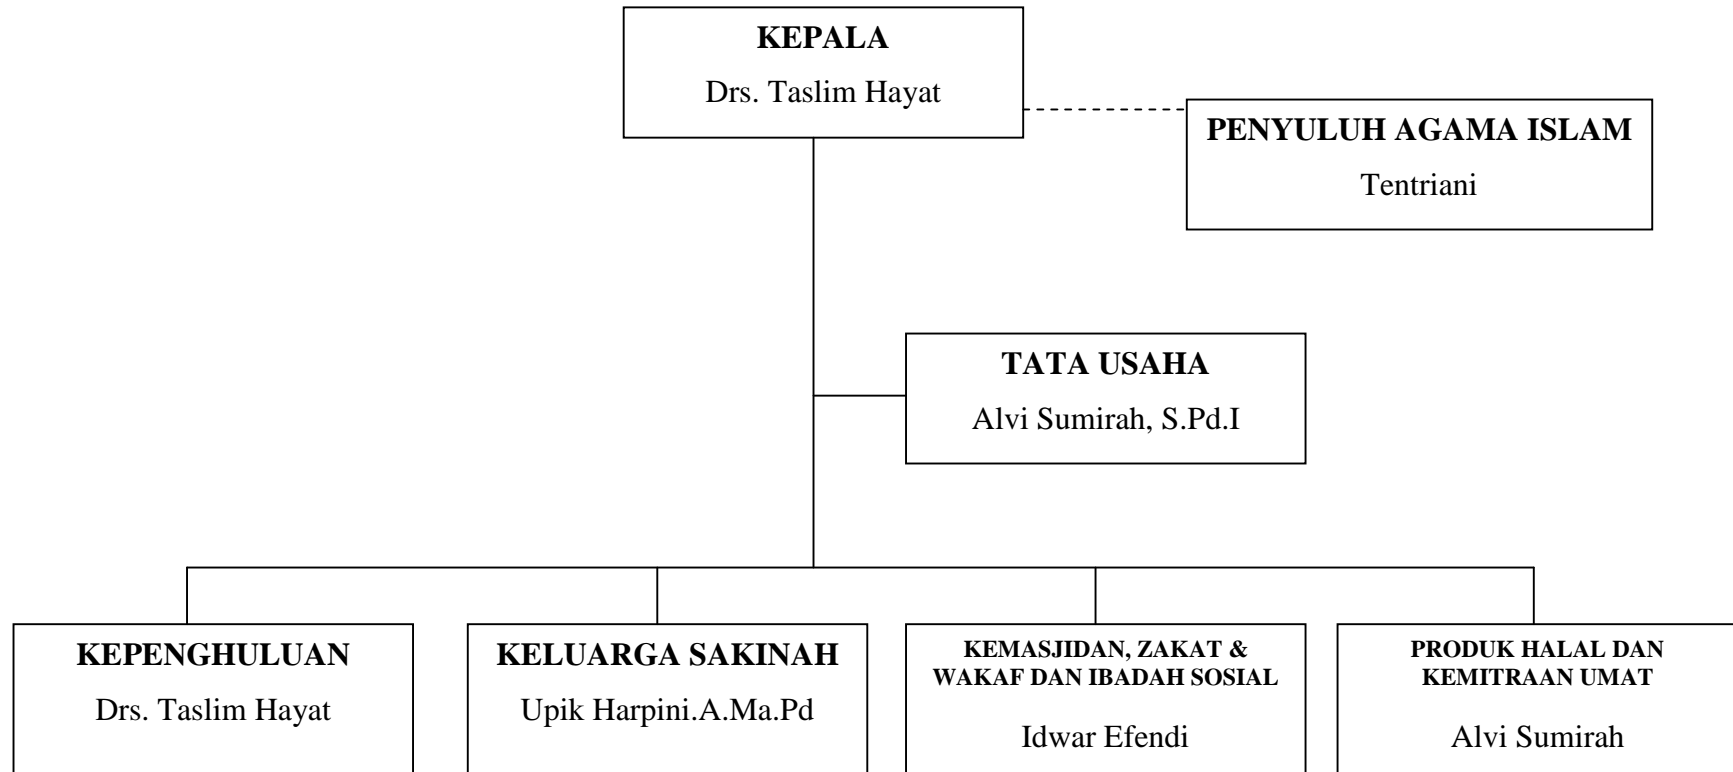 KEPALA
Drs. Taslim Hayat
PENYULUH AGAMA ISLAM
Tentriani
TATA USAHA
Alvi Sumirah, S.Pd.I
KEPENGHULUAN
Drs. Taslim Hayat
KELUARGA SAKINAH
Upik Harpini.A.Ma.Pd
KEMASJIDAN, ZAKAT &
WAKAF DAN IBADAH SOSIAL
Idwar Efendi
PRODUK HALAL DAN
KEMITRAAN UMAT
Alvi Sumirah